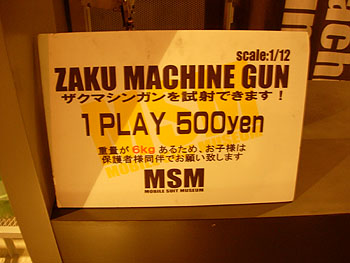 scale:1/12
ZAKU MACHINE GUN
ザクマシンガンを試射できます!
1 PLAY 500yen
重量が6kgあるため、お子様は
保護者様同伴でお願い致します
MSM
MOBILE SUIT MUSEUM